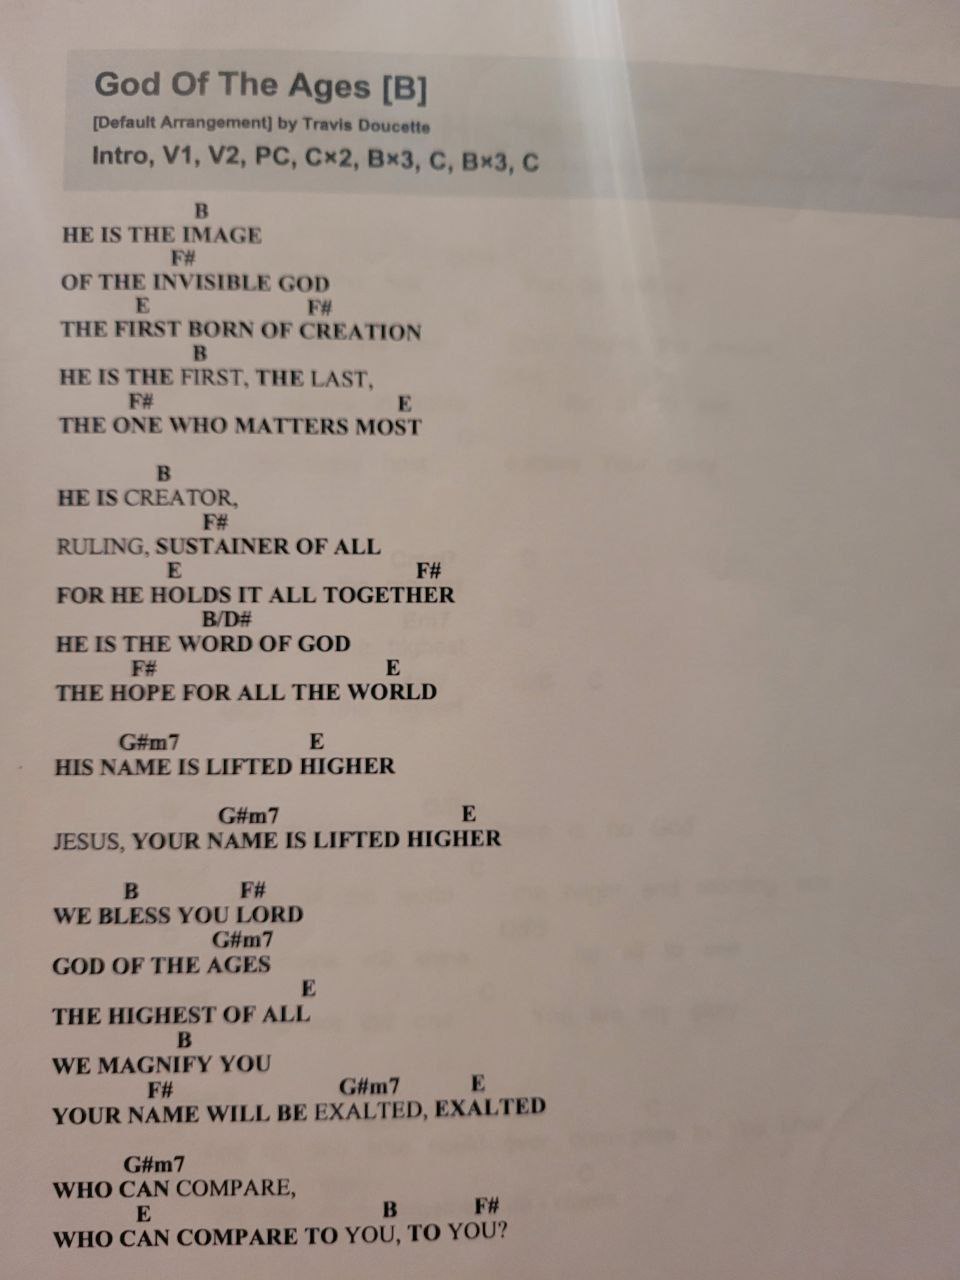 God Of The Ages [B]
[Default Arrangement] by Travis Doucette
Intro, V1, V2, PC, C×2, B×3, C, B×3, C
B
HE IS THE IMAGE
F#
OF THE INVISIBLE GOD
E F#
THE FIRST BORN OF CREATION
B
HE IS THE FIRST, THE LAST,
F# E
THE ONE WHO MATTERS MOST
B
HE IS CREATOR,
F#
RULING, SUSTAINER OF ALL
E F#
FOR HE HOLDS IT ALL TOGETHER
B/D#
HE IS THE WORD OF GOD
F# E
THE HOPE FOR ALL THE WORLD
G#m7 E
HIS NAME IS LIFTED HIGHER
G#m7 E
JESUS, YOUR NAME IS LIFTED HIGHER
B F#
WE BLESS YOU LORD
G#m7
GOD OF THE AGES
E
THE HIGHEST OF ALL
B
WE MAGNIFY YOU
F# G#m7 E
YOUR NAME WILL BE EXALTED, EXALTED
G#m7
WHO CAN COMPARE,
E B F#
WHO CAN COMPARE TO YOU, TO YOU?